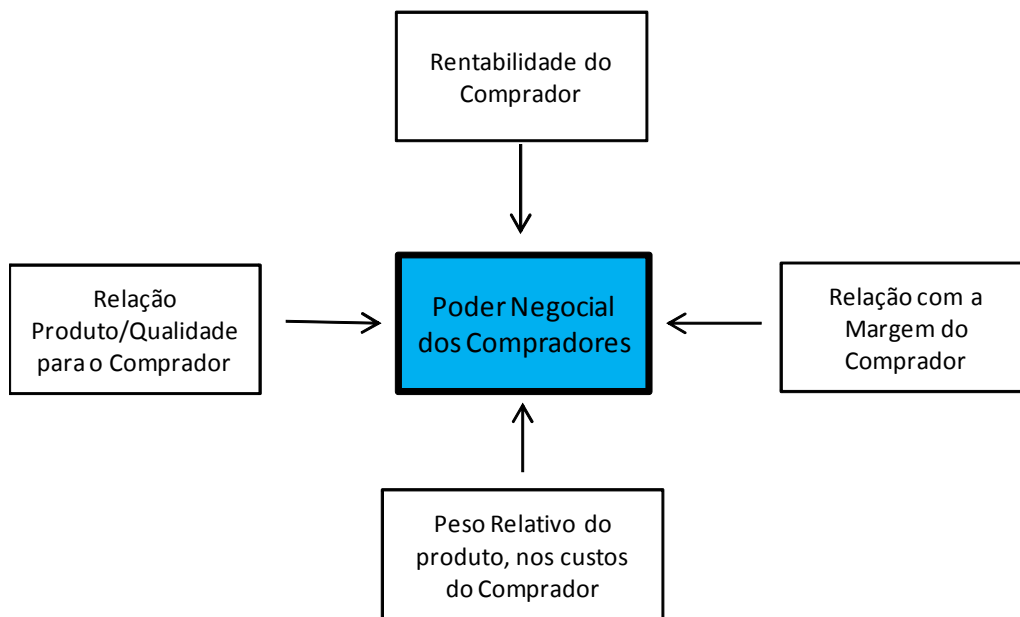 Rentabilidade do
Comprador
Relação
Produto/Qualidade
para o Comprador
Poder Negocial
dos Compradores
Relação com a
Margem do
Comprador
Peso Relativo do
produto, nos custos
do Comprador